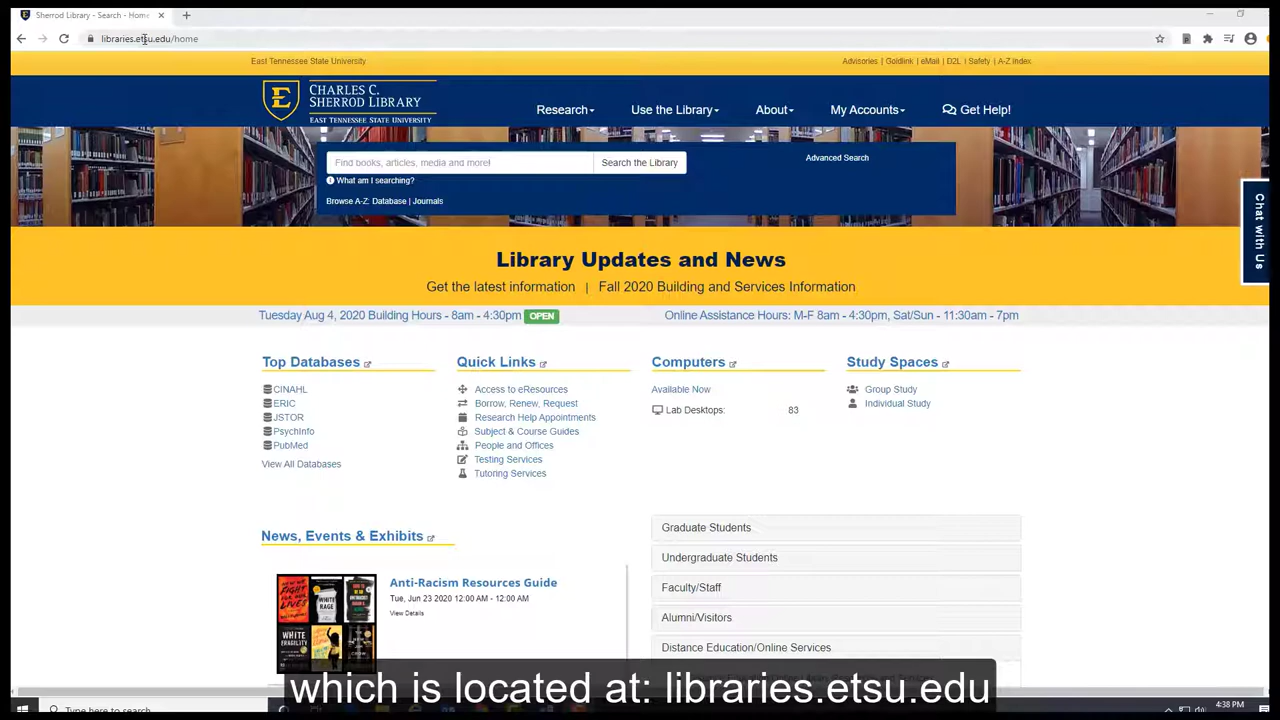 Sherrod Library - Search - Home
libraries.etsu.edu/home
East Tennessee State University
Advisories | Goldlink | eMail | D2L | Safety | A-Z Index
CHARLES C.
SHERROD LIBRARY
EAST TENNESSEE STATE UNIVERSITY
Research Use the Library About My Accounts Get Help!
Find books, articles, media and more! Search the Library
Advanced Search
What am I searching?
Browse A-Z: Database | Journals
Chat with Us
Library Updates and News
Get the latest information | Fall 2020 Building and Services Information
Tuesday Aug 4, 2020 Building Hours - 8am - 4:30pm OPEN
Online Assistance Hours: M-F 8am - 4:30pm, Sat/Sun - 11:30am - 7pm
Top Databases
CINAHL
ERIC
JSTOR
PsychInfo
PubMed
View All Databases
Quick Links
Access to eResources
Borrow, Renew, Request
Research Help Appointments
Subject & Course Guides
People and Offices
Testing Services
Tutoring Services
Computers
Available Now
Lab Desktops: 83
Study Spaces
Group Study
Individual Study
News, Events & Exhibits
Anti-Racism Resources Guide
Tue, Jun 23 2020 12:00 AM - 12:00 AM
View Details
WHITE
RAGE
WHITE
FRAGILITY
Graduate Students
Undergraduate Students
Faculty/Staff
Alumni/Visitors
Distance Education/Online Services
which is located at: libraries.etsu.edu
Type here to search
4:38 PM